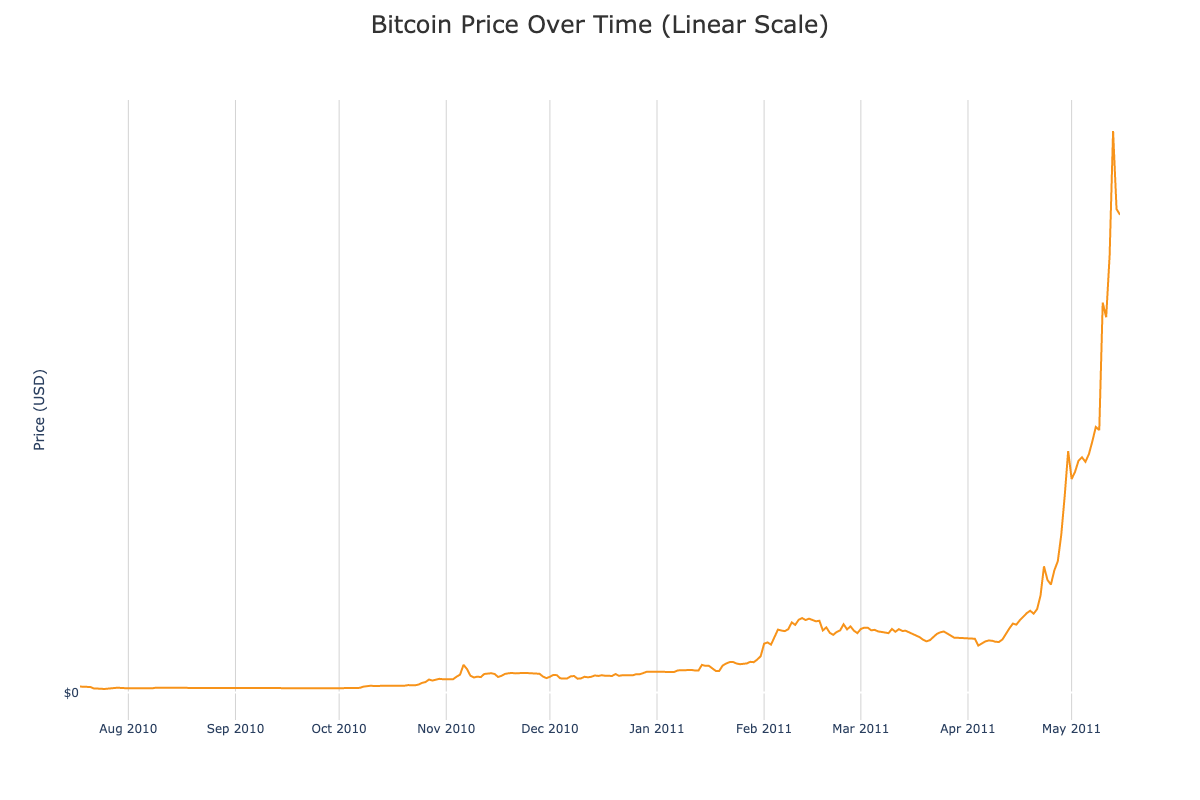 Bitcoin Price Over Time (Linear Scale)
Price (USD)
$0
Aug 2010
Sep 2010
Oct 2010
Nov 2010
Dec 2010
Jan 2011
Feb 2011
Mar 2011
Apr 2011
May 2011